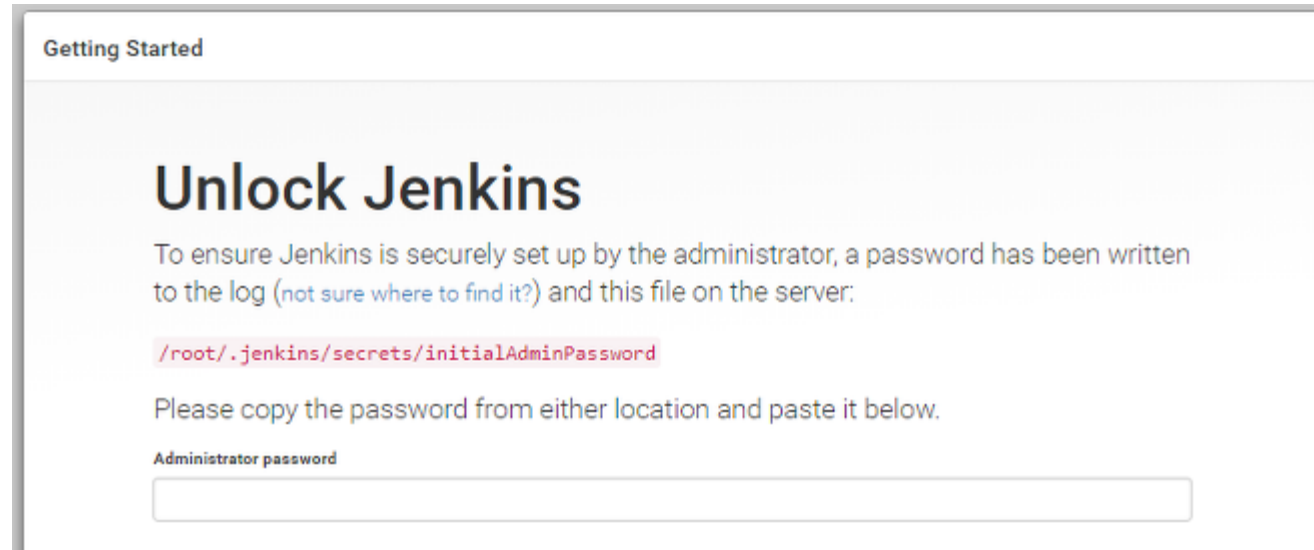 Getting Started
Unlock Jenkins
To ensure Jenkins is securely set up by the administrator, a password has been written
to the log (not sure where to find it?) and this file on the server:
/root/.jenkins/secrets/initialAdminPassword
Please copy the password from either location and paste it below.
Administrator password